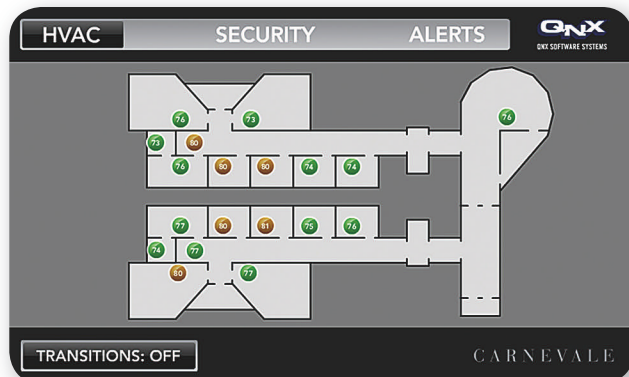 HVAC SECURITY ALERTS QNX
QNX SOFTWARE SYSTEMS
76 73 76
73 80
76 80 80 74 74
77 80 81 75 76
74 77
80 77
TRANSITIONS: OFF CARNEVALE